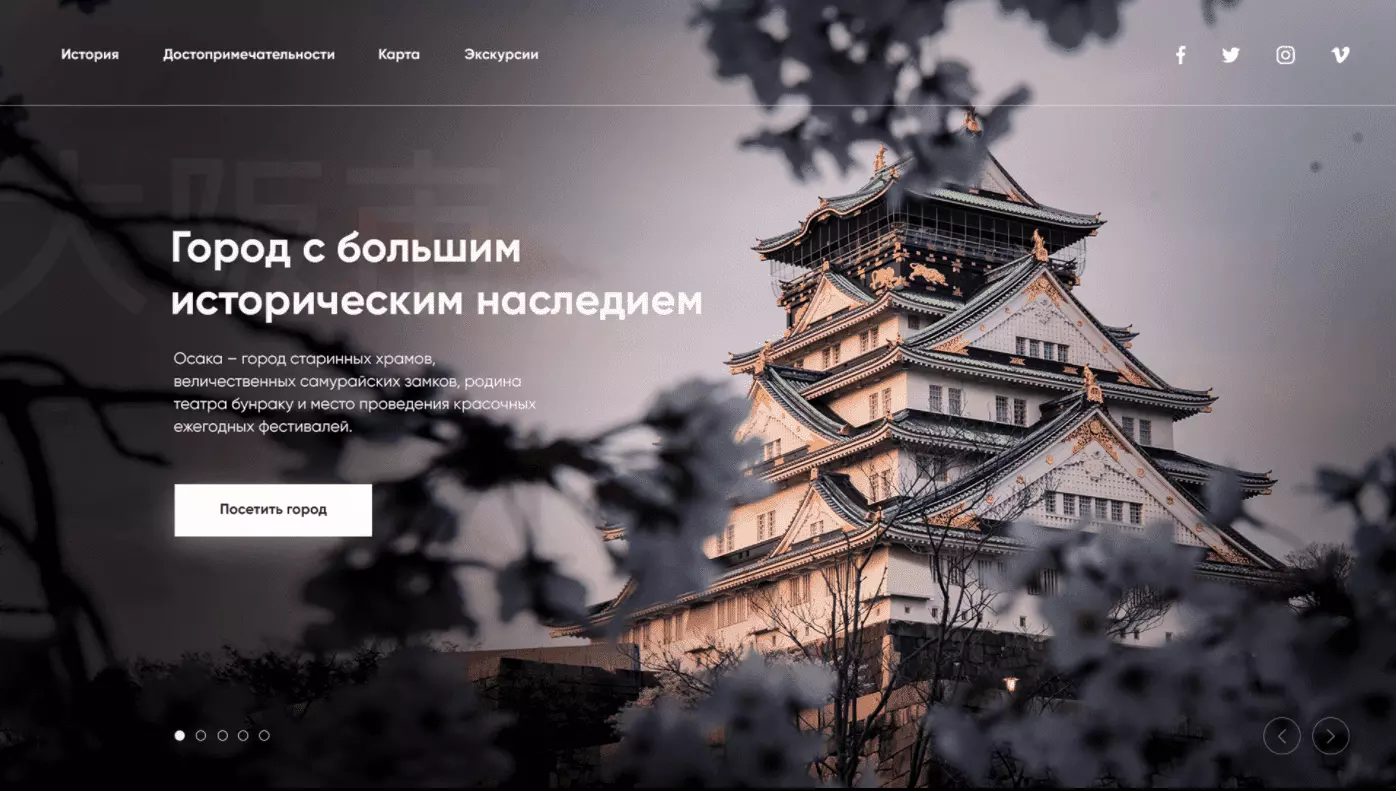 История
Достопримечательности
Карта
Экскурсии
大阪市
Город с большим
историческим наследием
Осака – город старинных храмов,
величественных самурайских замков, родина
театра бунраку и место проведения красочных
ежегодных фестивалей.
Посетить город